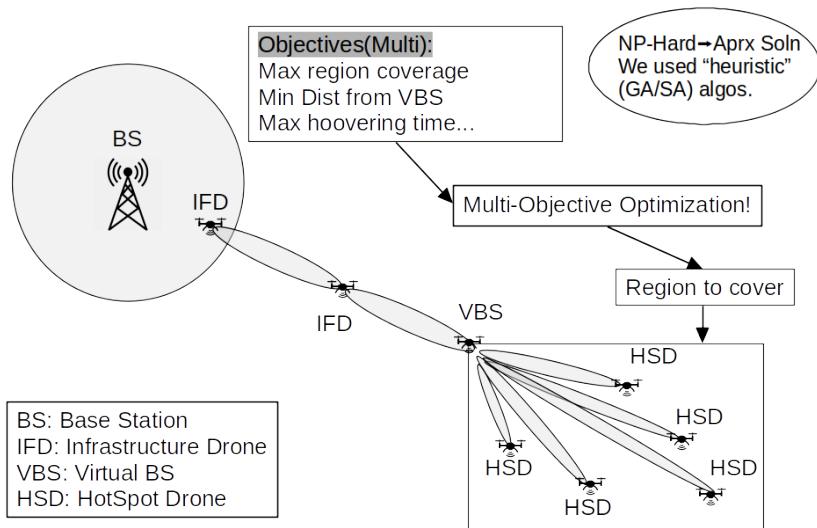 Objectives(Multi):
Max region coverage
Min Dist from VBS
Max hoovering time...
NP-Hard→Aprx Soln
We used “heuristic”
(GA/SA) algos.
BS
IFD
Multi-Objective Optimization!
Region to cover
IFD
VBS
HSD
HSD
HSD
HSD
HSD
BS: Base Station
IFD: Infrastructure Drone
VBS: Virtual BS
HSD: HotSpot Drone